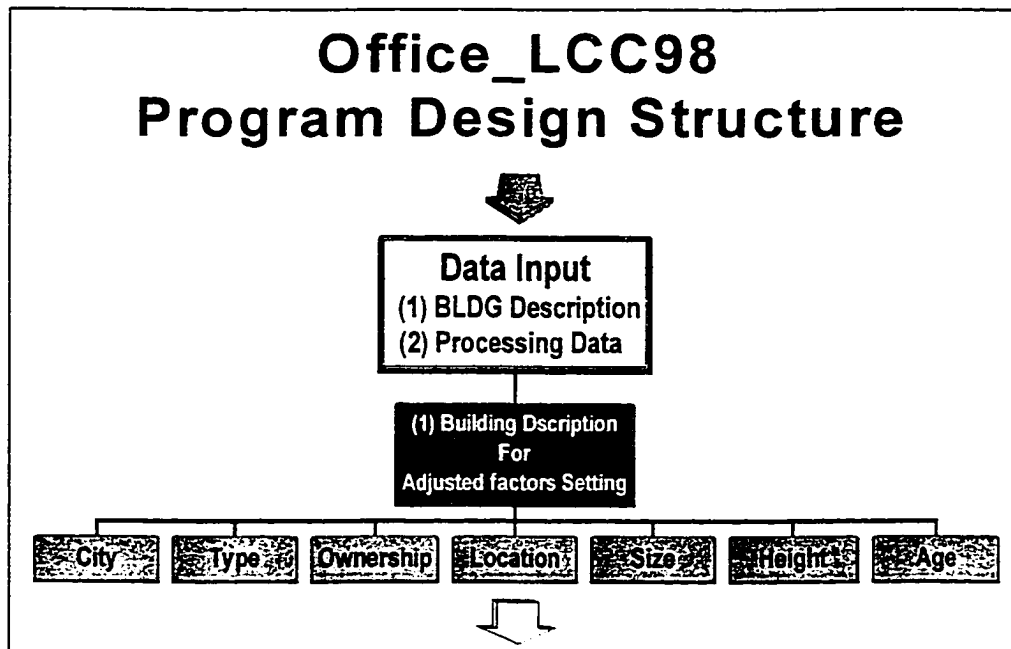 Office_LCC98
Program Design Structure
Data Input
(1) BLDG Description
(2) Processing Data
(1) Building Dscription
For
Adjusted factors Setting
City Type Ownership Location Size Height Age